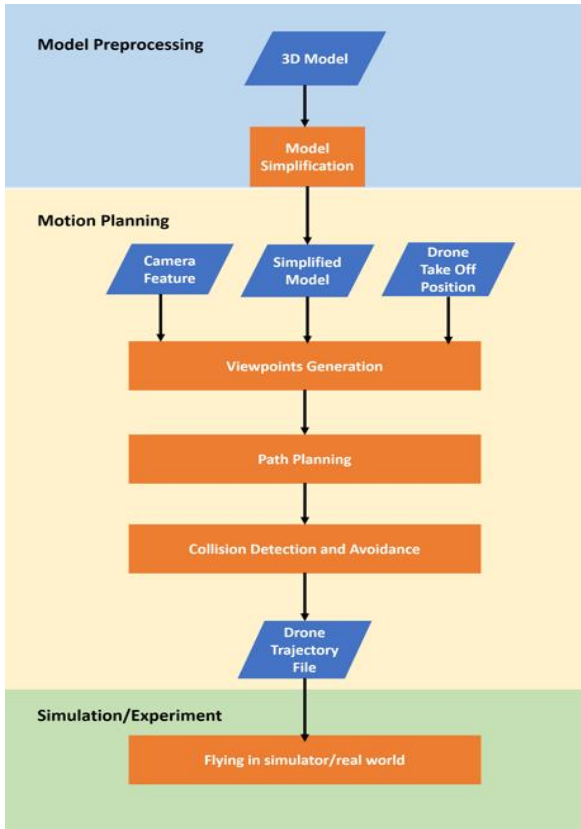 Model Preprocessing
3D Model
Model
Simplification
Motion Planning
Camera
Feature
Simplified
Model
Drone
Take Off
Position
Viewpoints Generation
Path Planning
Collision Detection and Avoidance
Drone
Trajectory
File
Simulation/Experiment
Flying in simulator/real world